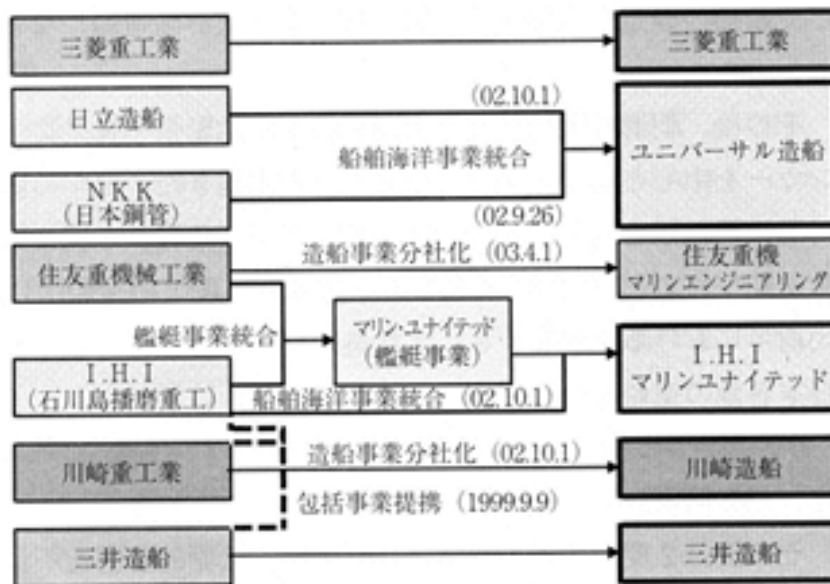 三菱重工業
三菱重工業
日立造船
(02.10.1)
船舶海洋事業統合
ユニバーサル造船
NKK
(日本鋼管)
(02.9.26)
住友重機械工業
造船事業分社化 (03.4.1)
住友重機
マリンエンジニアリング
艦艇事業統合
マリン・ユナイテッド
(艦艇事業)
I.H.I
(石川島播磨重工)
船舶海洋事業統合 (02.10.1)
I.H.I
マリンユナイテッド
川崎重工業
造船事業分社化 (02.10.1)
川崎造船
包括事業提携 (1999.9.9)
三井造船
三井造船